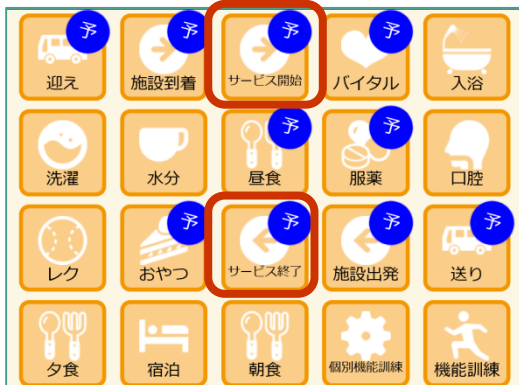 予 予 予 予
迎え 施設到着 サービス開始 バイタル 入浴
予 予
洗濯 水分 昼食 服薬 口腔
予 予 予 予
レク おやつ サービス終了 施設出発 送り
夕食 宿泊 朝食 個別機能訓練 機能訓練